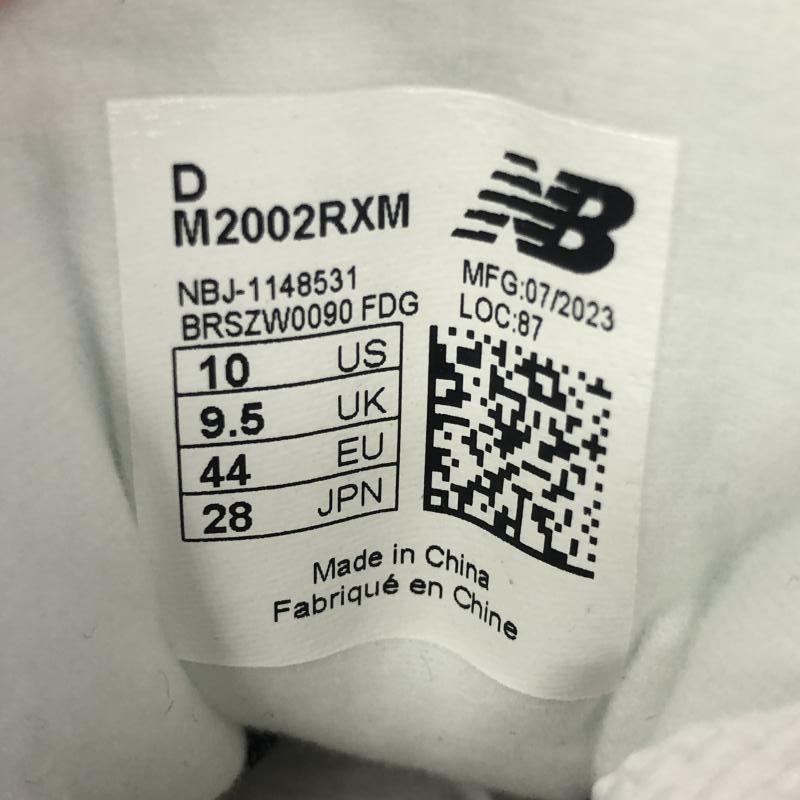 D
M2002RXM
NB
NBJ-1148531
BRSZW0090 FDG
MFG:07/2023
LOC:87
10 US
9.5 UK
44 EU
28 JPN
Made in China
Fabriqué en Chine